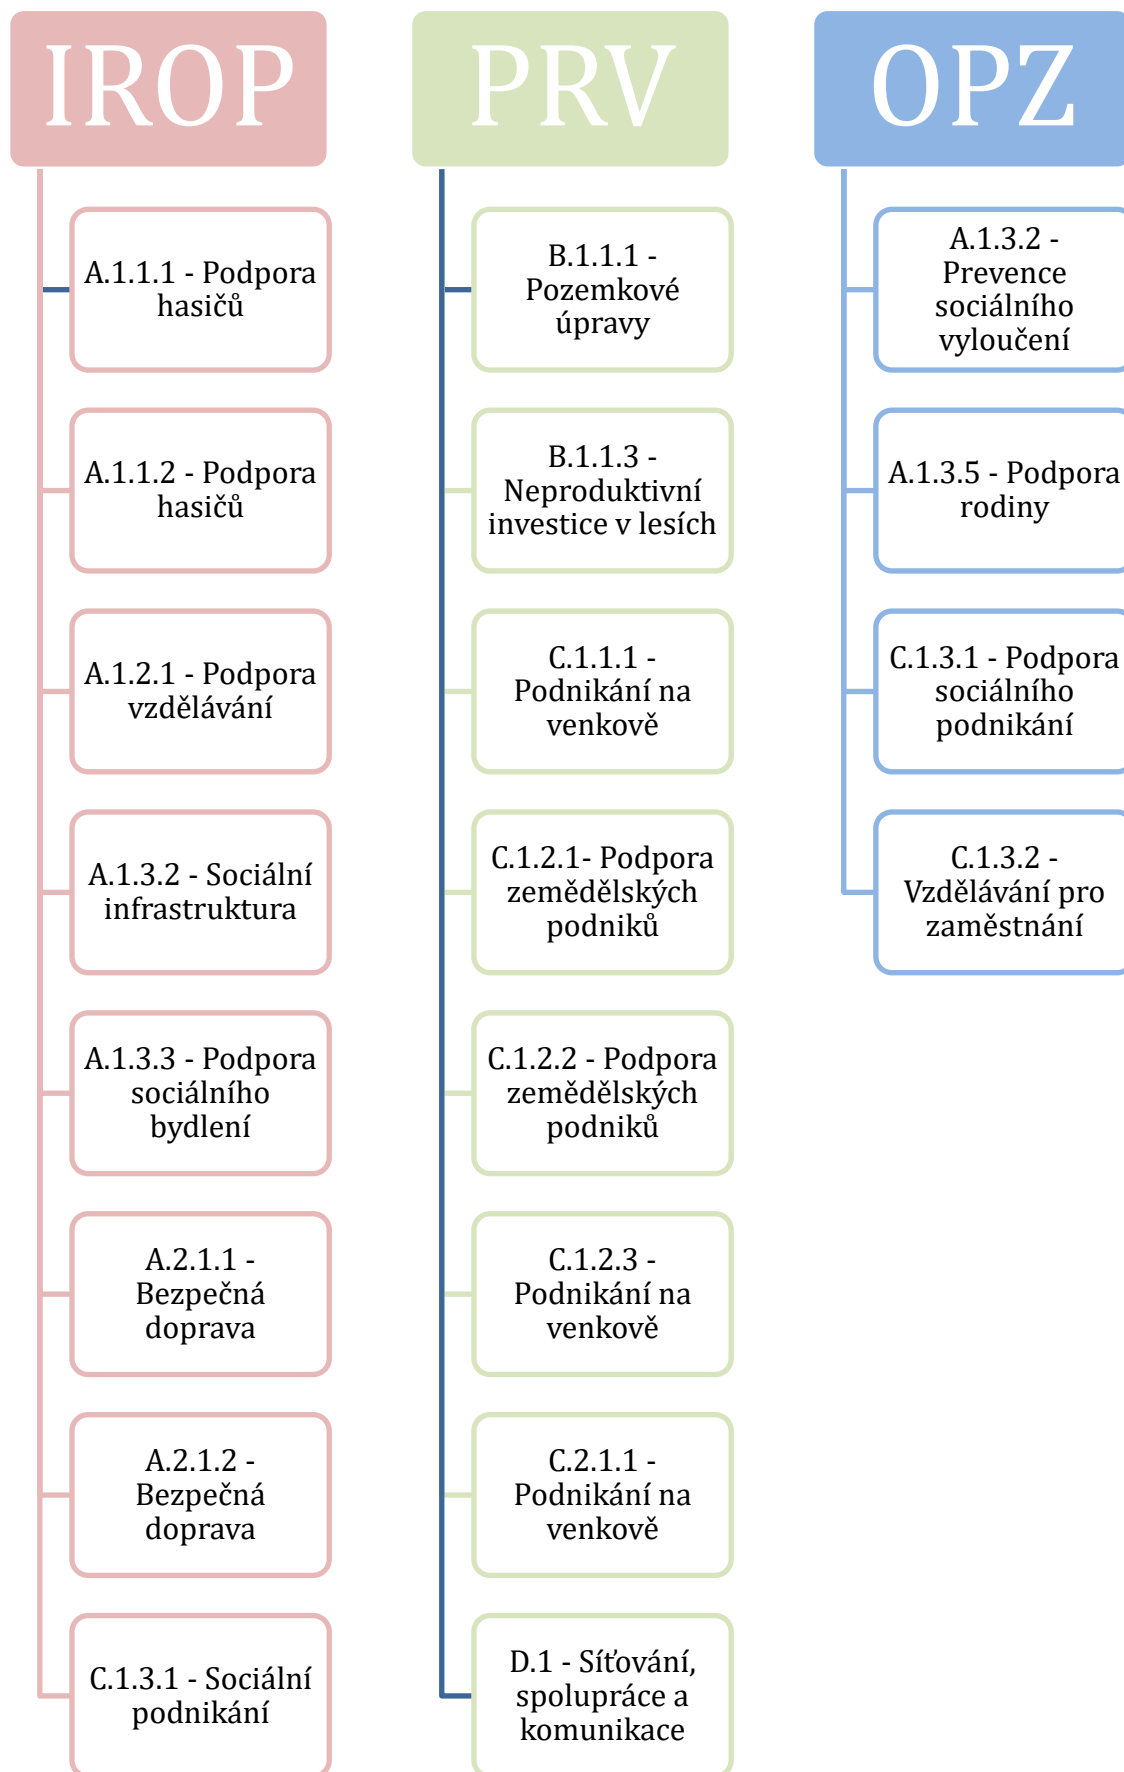 IROP
A.1.1.1 - Podpora
hasičů
A.1.1.2 - Podpora
hasičů
A.1.2.1 - Podpora
vzdělávání
A.1.3.2 - Sociální
infrastruktura
A.1.3.3 - Podpora
sociálního
bydlení
A.2.1.1 -
Bezpečná
doprava
A.2.1.2 -
Bezpečná
doprava
C.1.3.1 - Sociální
podnikání
PRV
B.1.1.1 -
Pozemkové
úpravy
B.1.1.3 -
Neproduktivní
investice v lesích
C.1.1.1 -
Podnikání na
venkově
C.1.2.1- Podpora
zemědělských
podniků
C.1.2.2 - Podpora
zemědělských
podniků
C.1.2.3 -
Podnikání na
venkově
C.2.1.1 -
Podnikání na
venkově
D.1 - Síťování,
spolupráce a
komunikace
OPZ
A.1.3.2 -
Prevence
sociálního
vyloučení
A.1.3.5 - Podpora
rodiny
C.1.3.1 - Podpora
sociálního
podnikání
C.1.3.2 -
Vzdělávání pro
zaměstnání